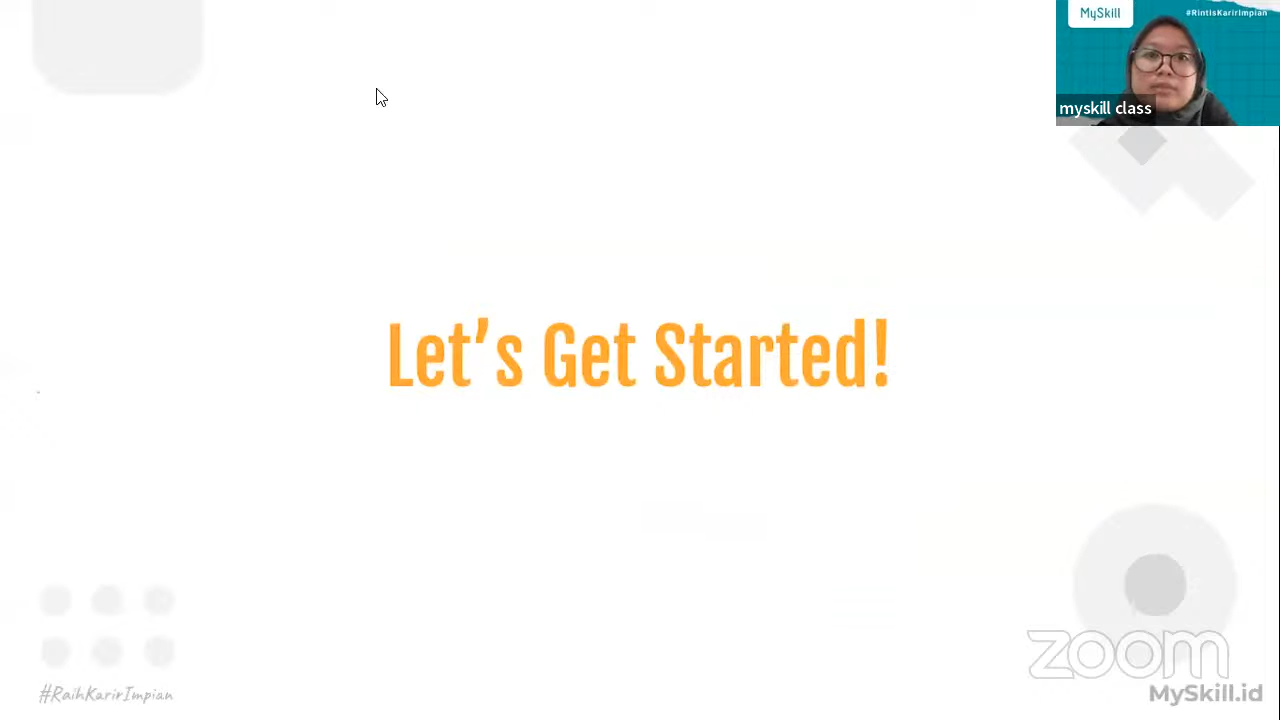 MySkill
#RintisKarirImpian
myskill class
Let's Get Started!
zoom
#RaihKarirImpian
MySkill.id